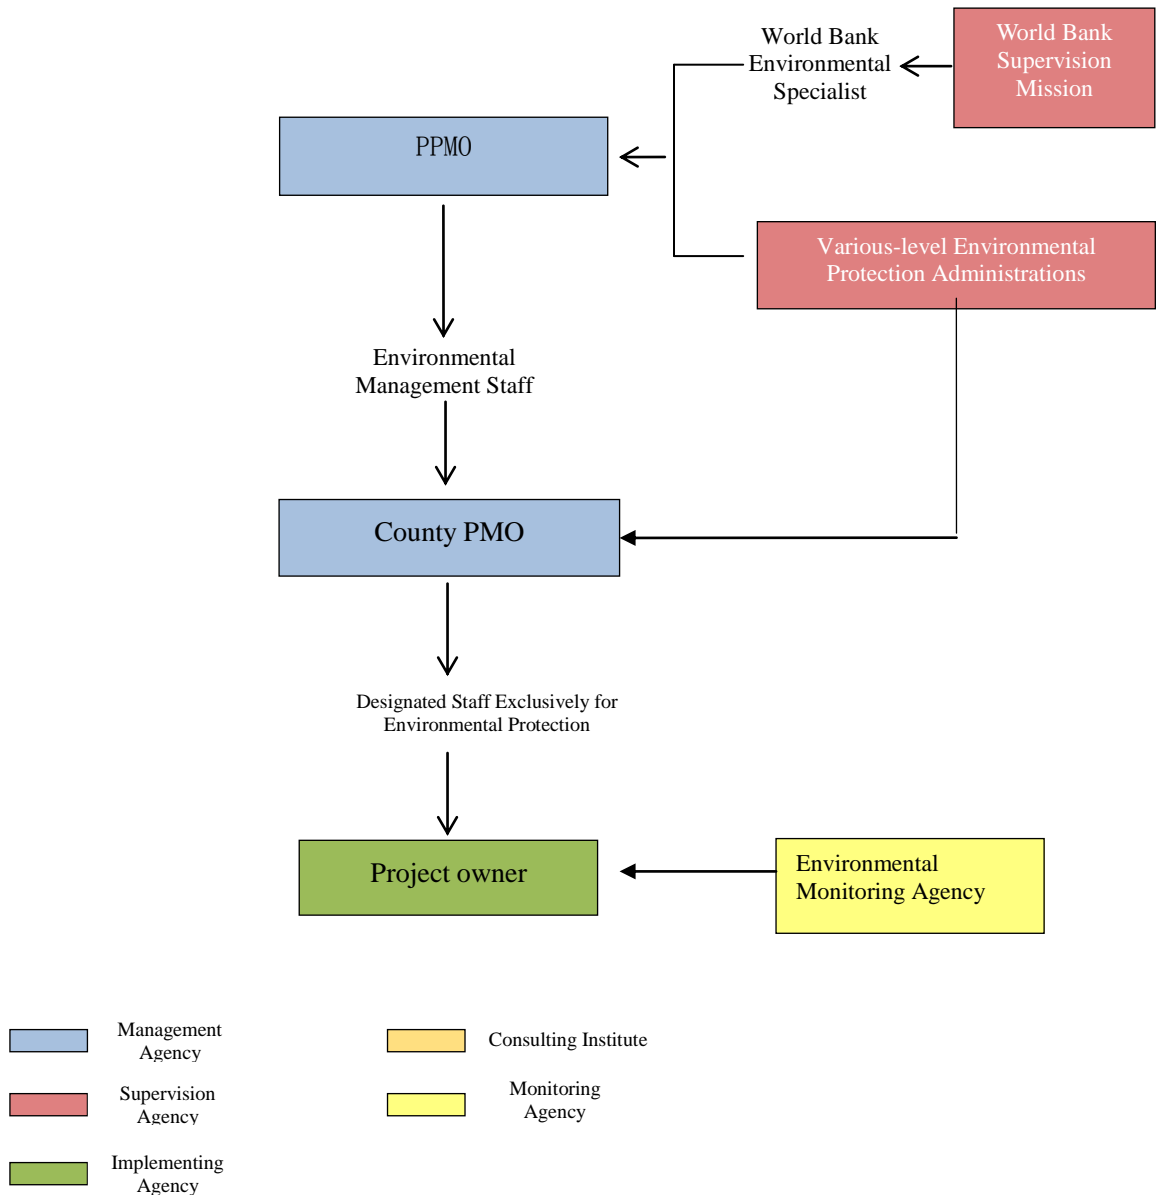 World Bank
Environmental
Specialist
World Bank
Supervision
Mission
PPMO
Various-level Environmental
Protection Administrations
Environmental
Management Staff
County PMO
Designated Staff Exclusively for
Environmental Protection
Project owner
Environmental
Monitoring Agency
Management
Agency
Consulting Institute
Supervision
Agency
Monitoring
Agency
Implementing
Agency